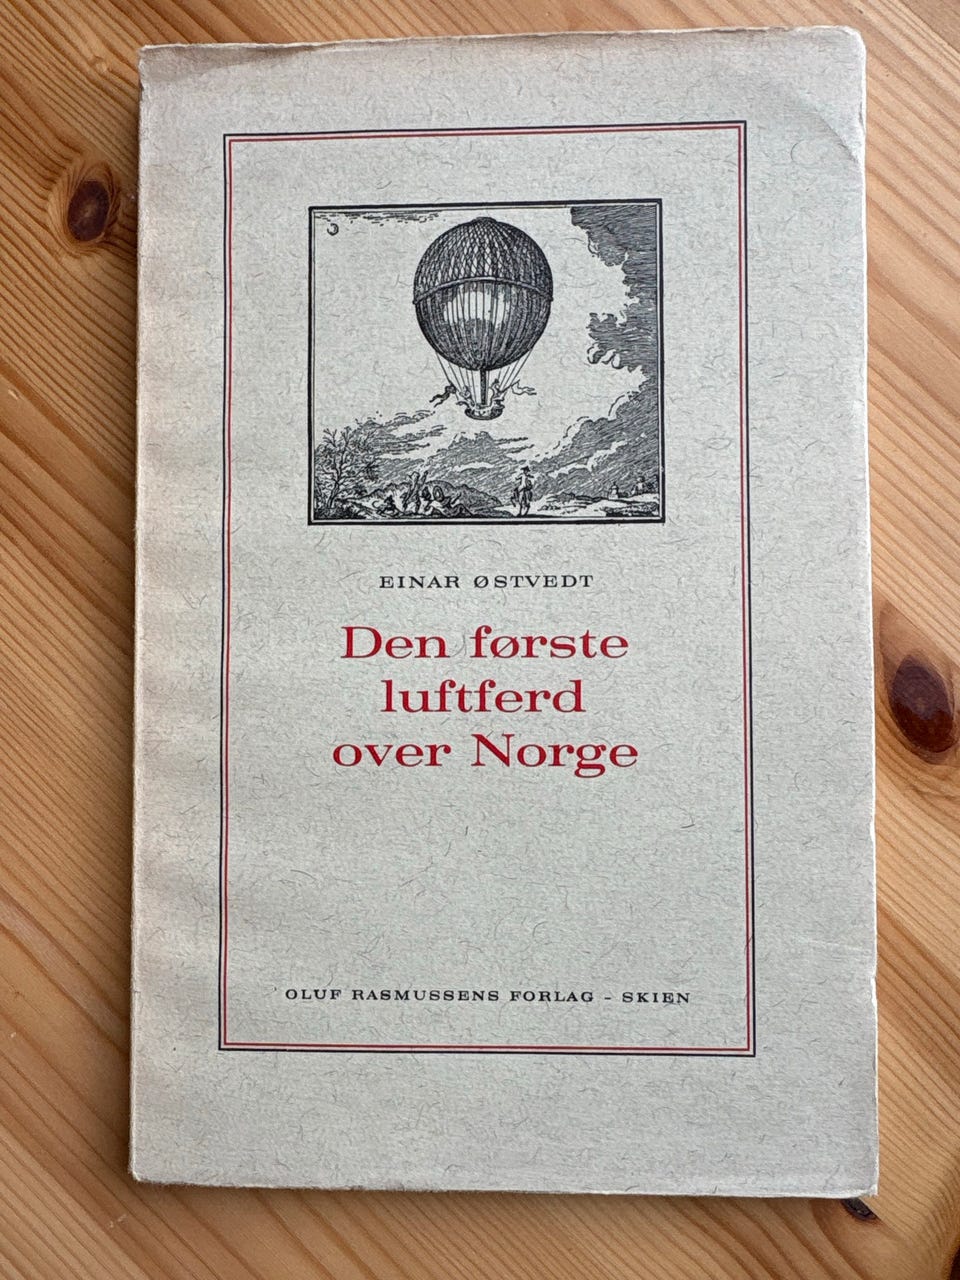 EINAR ØSTVEDT
Den første
luftferd
over Norge
OLUF RASMUSSENS FORLAG - SKIEN